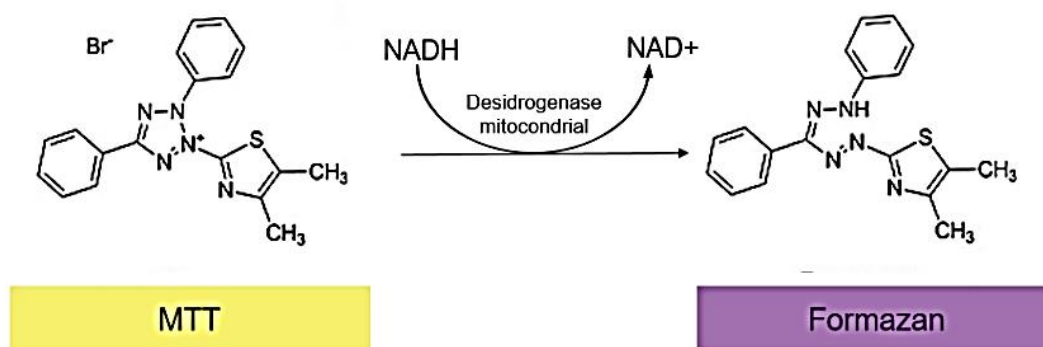 Br-
NADH
NAD+
Desidrogenase
mitocondrial
N
N
N
N+
N
S
CH3
CH3
N
NH
N
N
N
S
CH3
CH3
MTT
Formazan